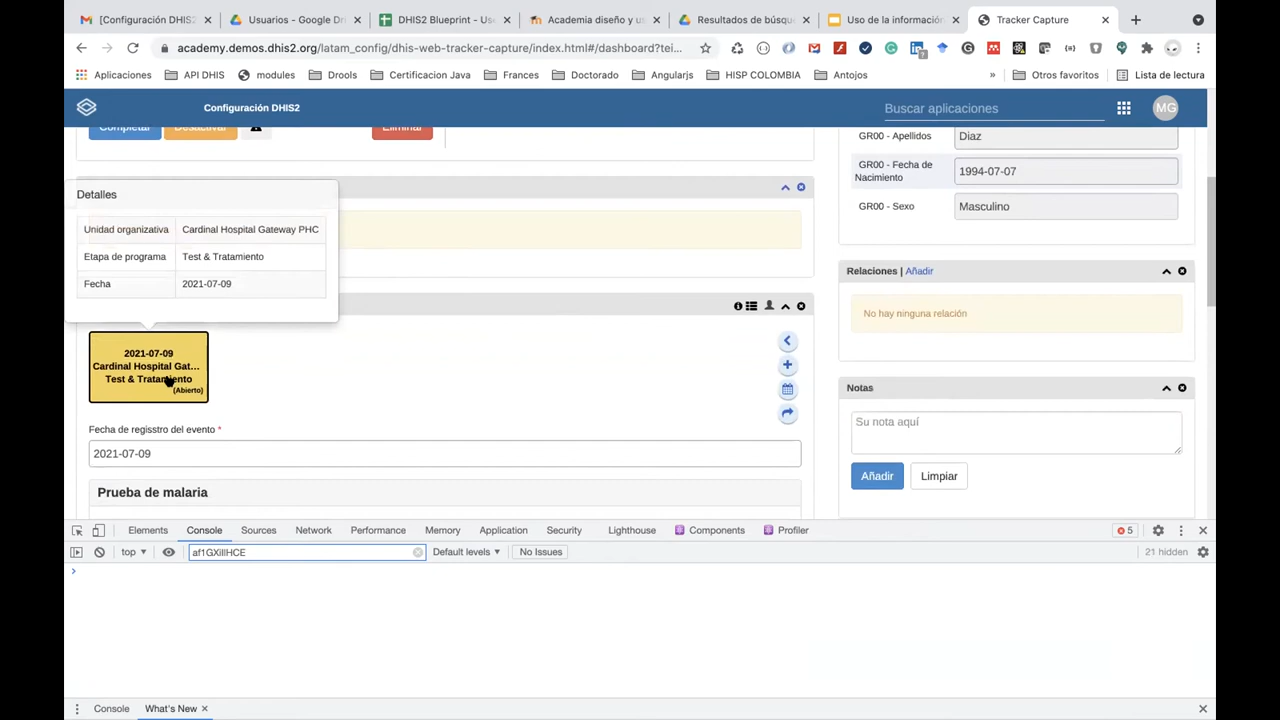 [Configuración DHIS2
Usuarios - Google Dri
DHIS2 Blueprint - Use
Academia diseño y us
Resultados de búsqu
Uso de la información
Tracker Capture
academy.demos.dhis2.org/latam_config/dhis-web-tracker-capture/index.html#/dashboard?tei...
Aplicaciones
API DHIS
modules
Drools
Certificacion Java
Frances
Doctorado
Angularjs
HISP COLOMBIA
Antojos
»
Otros favoritos
Lista de lectura
Configuración DHIS2
Buscar aplicaciones
MG
Completar
Desactivar
Eliminar
GR00 - Apellidos
Diaz
GR00 - Fecha de
Nacimiento
1994-07-07
GR00 - Sexo
Masculino
Detalles
Unidad organizativa
Cardinal Hospital Gateway PHC
Etapa de programa
Test & Tratamiento
Fecha
2021-07-09
Relaciones | Añadir
No hay ninguna relación
2021-07-09
Cardinal Hospital Gat...
Test & Tratamiento
(Abierto)
Notas
Su nota aquí
Añadir
Limpiar
Fecha de regisstro del evento *
2021-07-09
Prueba de malaria
Elements
Console
Sources
Network
Performance
Memory
Application
Security
Lighthouse
Components
Profiler
5
top
Default levels
No Issues
21 hidden
Console
What's New